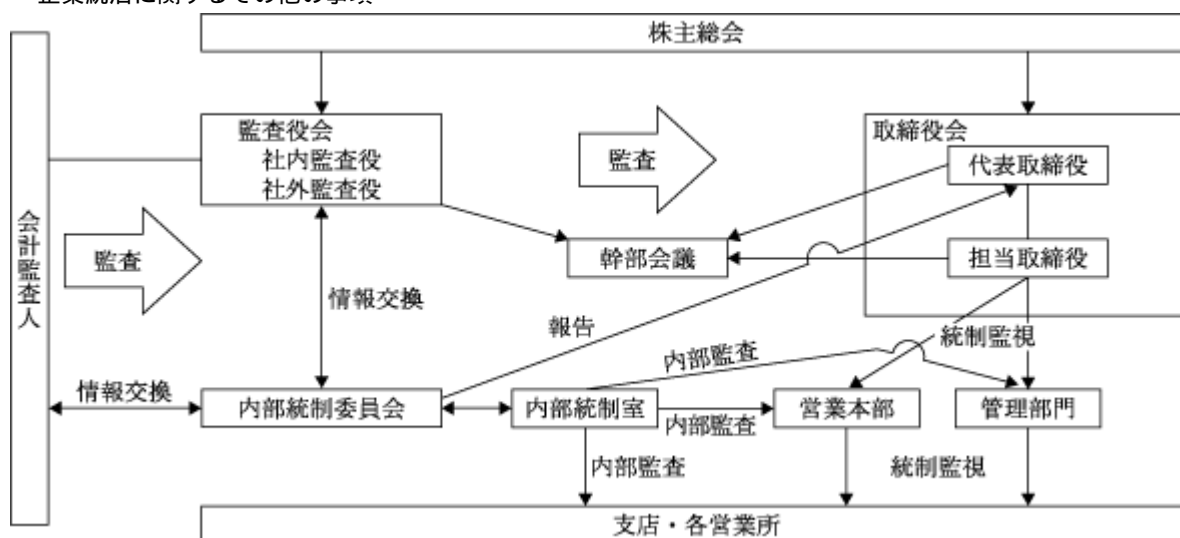 企業統治に関するその他の事項
株主総会
監査役会
社内監査役
社外監査役
監査
取締役会
代表取締役
会計監査人
監査
幹部会議
担当取締役
情報交換
報告
統制監視
内部監査
情報交換
内部統制委員会
内部統制室
内部監査
営業本部
管理部門
内部監査
統制監視
支店・各営業所